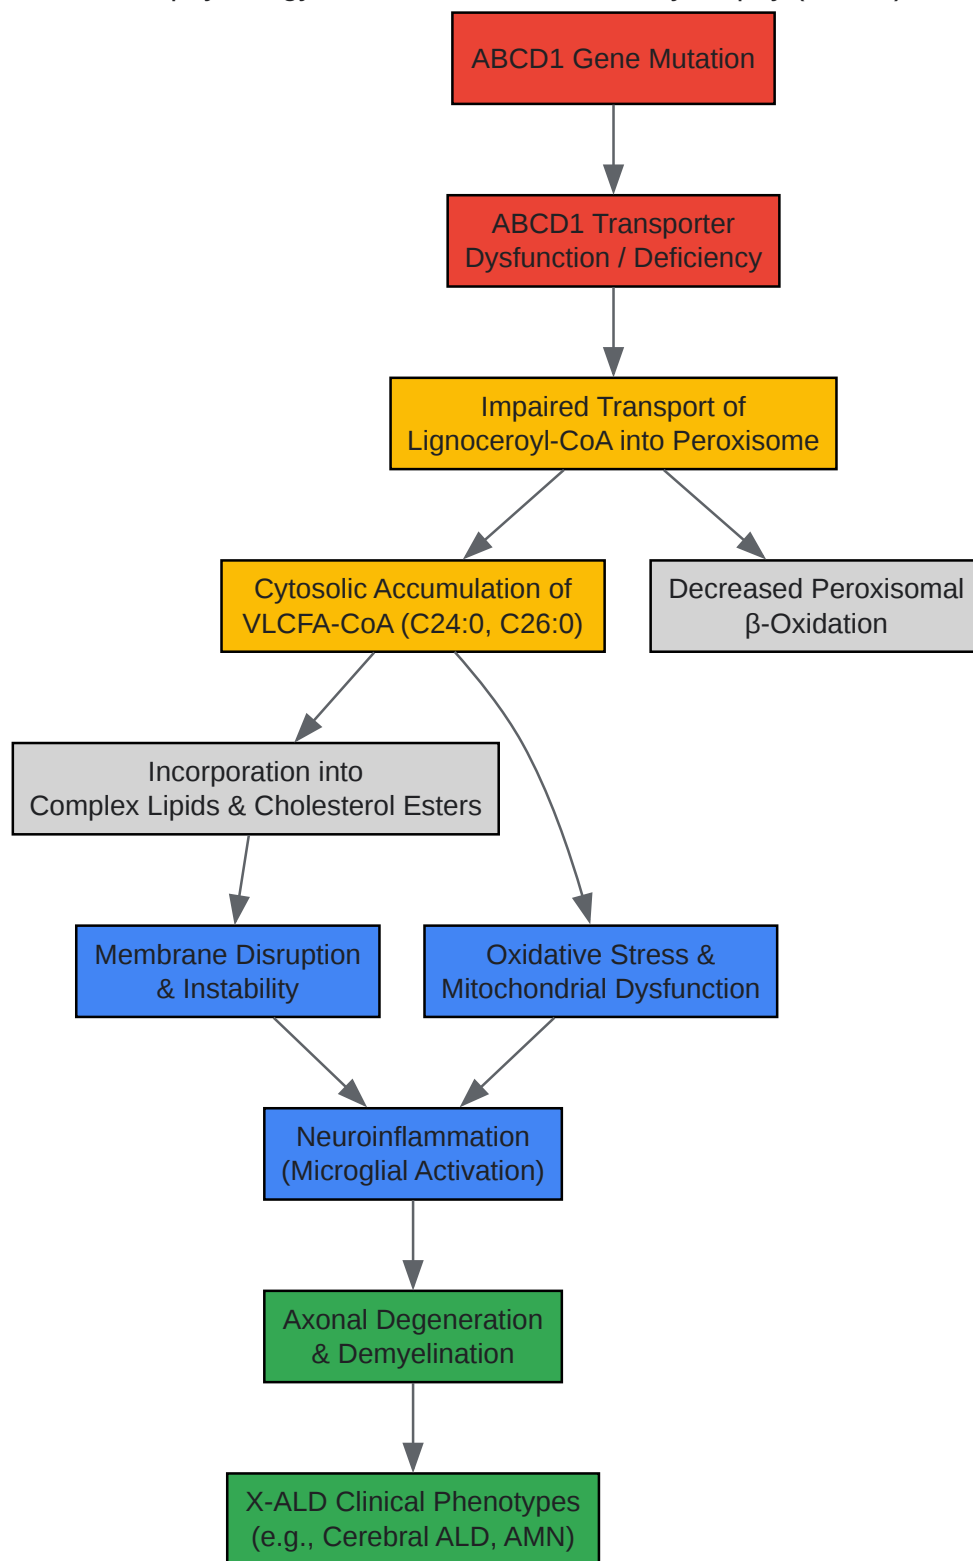 ABCD1 Gene Mutation
ABCD1 Transporter
Dysfunction / Deficiency
Impaired Transport of
Lignoceroyl-CoA into Peroxisome
Cytosolic Accumulation of
VLCFA-CoA (C24:0, C26:0)
Decreased Peroxisomal
β-Oxidation
Incorporation into
Complex Lipids & Cholesterol Esters
Membrane Disruption
& Instability
Oxidative Stress &
Mitochondrial Dysfunction
Neuroinflammation
(Microglial Activation)
Axonal Degeneration
& Demyelination
X-ALD Clinical Phenotypes
(e.g., Cerebral ALD, AMN)